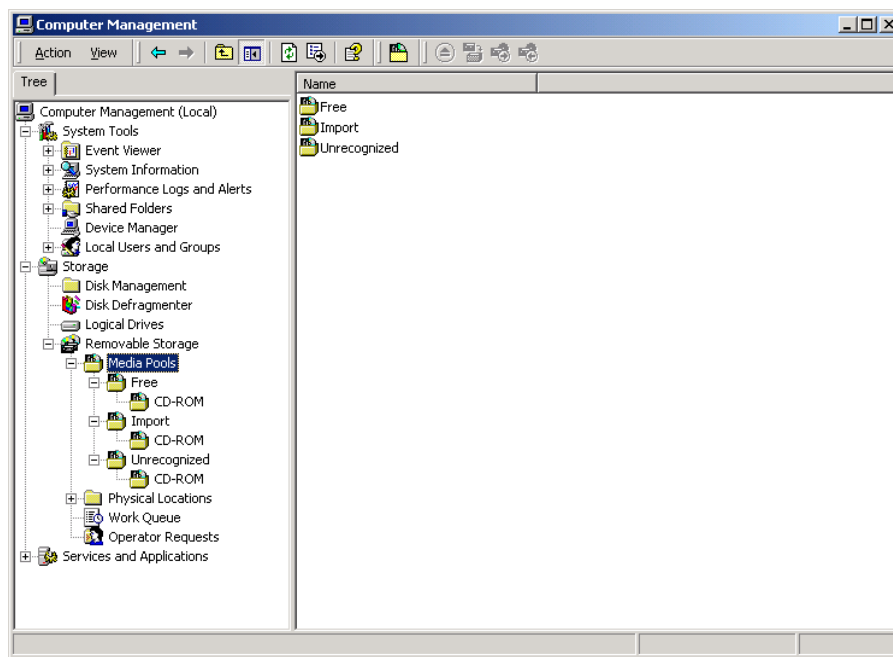 Computer Management
Action View
Tree
Name
Computer Management (Local)
System Tools
Event Viewer
System Information
Performance Logs and Alerts
Shared Folders
Device Manager
Local Users and Groups
Storage
Disk Management
Disk Defragmenter
Logical Drives
Removable Storage
Media Pools
Free
CD-ROM
Import
CD-ROM
Unrecognized
CD-ROM
Physical Locations
Work Queue
Operator Requests
Services and Applications
Free
Import
Unrecognized